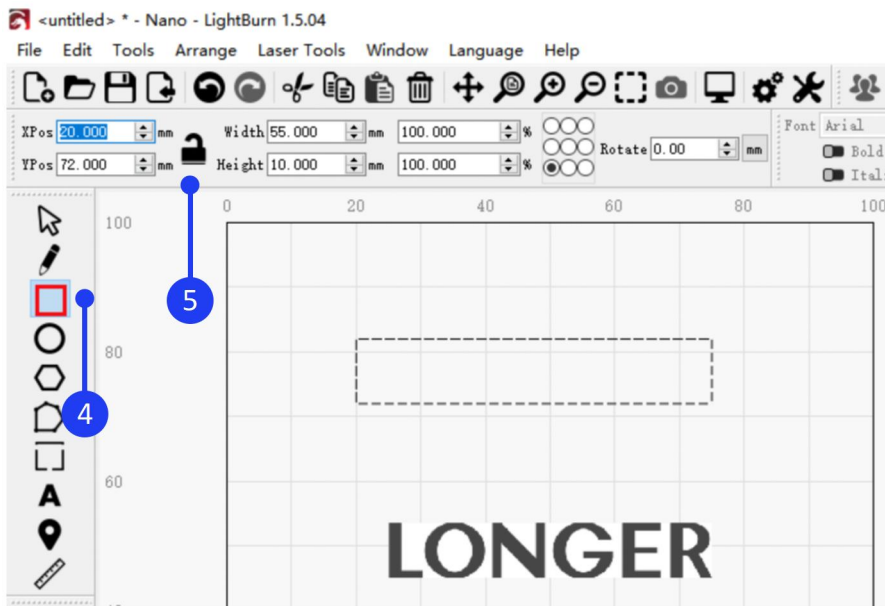 <untitled> * - Nano - LightBurn 1.5.04
File Edit Tools Arrange Laser Tools Window Language Help
XPos 20.000 mm Width 55.000 mm 100.000 % Rotate 0.00 mm Font Arial
YPos 72.000 mm Height 10.000 mm 100.000 % Bold
Ital
0 20 40 60 80 100
100
5
4
80
60
A
LONGER